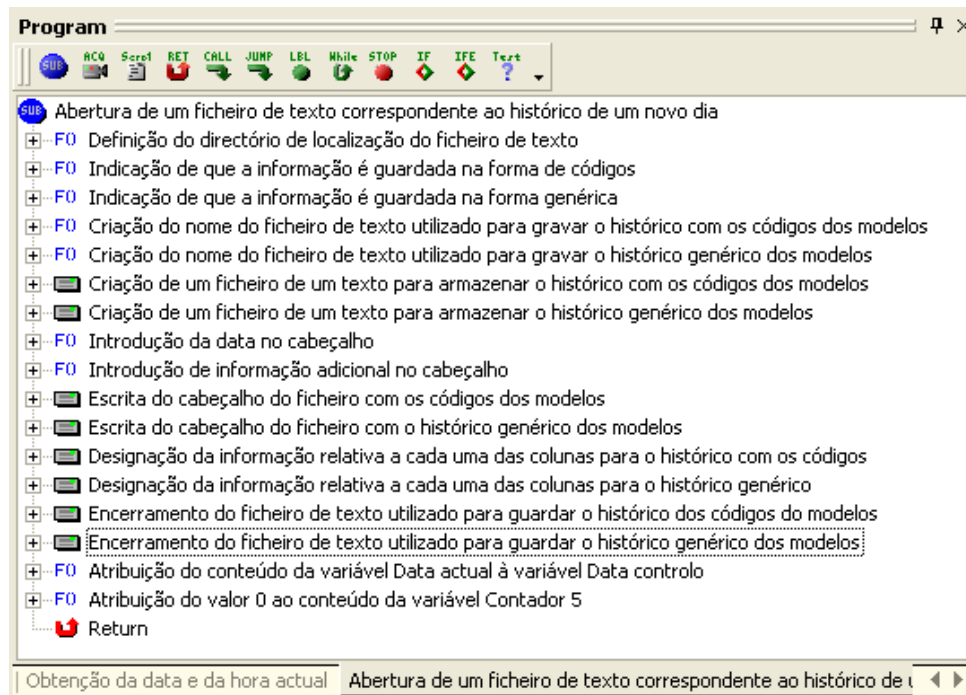 Program
ACQ Scrpt RET CALL JUMP LBL While STOP IF IFE Test
SUB
SUB Abertura de um ficheiro de texto correspondente ao histórico de um novo dia
F() Definição do directório de localização do ficheiro de texto
F() Indicação de que a informação é guardada na forma de códigos
F() Indicação de que a informação é guardada na forma genérica
F() Criação do nome do ficheiro de texto utilizado para gravar o histórico com os códigos dos modelos
F() Criação do nome do ficheiro de texto utilizado para gravar o histórico genérico dos modelos
Criação de um ficheiro de um texto para armazenar o histórico com os códigos dos modelos
Criação de um ficheiro de um texto para armazenar o histórico genérico dos modelos
F() Introdução da data no cabeçalho
F() Introdução de informação adicional no cabeçalho
Escrita do cabeçalho do ficheiro com os códigos dos modelos
Escrita do cabeçalho do ficheiro com o histórico genérico dos modelos
Designação da informação relativa a cada uma das colunas para o histórico com os códigos
Designação da informação relativa a cada uma das colunas para o histórico genérico
Encerramento do ficheiro de texto utilizado para guardar o histórico dos códigos do modelos
Encerramento do ficheiro de texto utilizado para guardar o histórico genérico dos modelos
F() Atribuição do conteúdo da variável Data actual à variável Data controlo
F() Atribuição do valor 0 ao conteúdo da variável Contador 5
Return
Obtenção da data e da hora actual Abertura de um ficheiro de texto correspondente ao histórico de